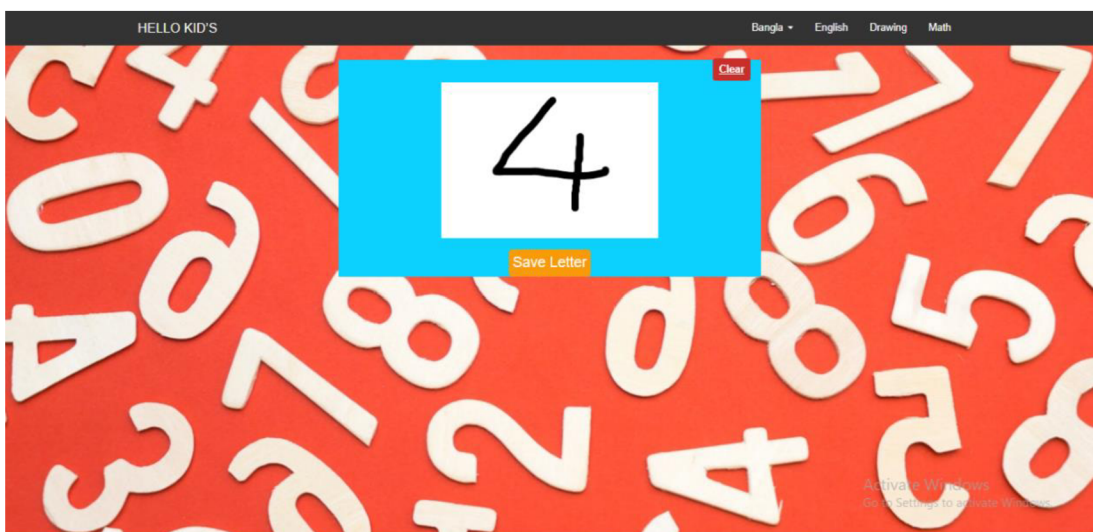 HELLO KID'S Bangla English Drawing Math
Clear
4
Save Letter
Activate Windows
Go to Settings to activate Windows.